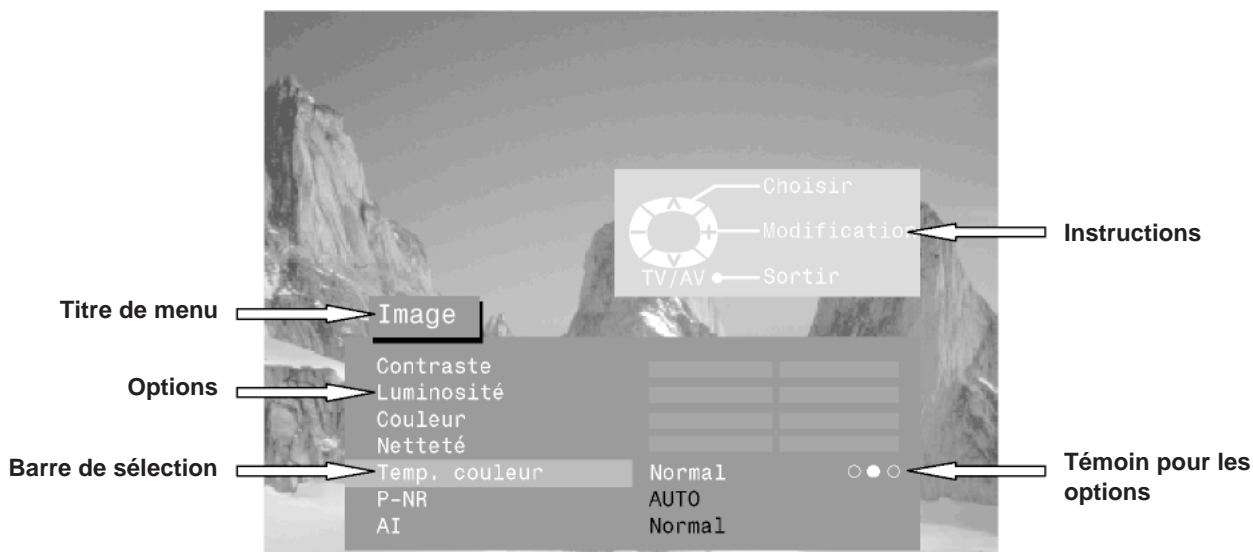 Choisir
Modification
TV/AV Sortir
Instructions
Titre de menu
Image
Contraste
Options
Luminosité
Couleur
Netteté
Barre de sélection
Temp. couleur Normal
Témoin pour les
options
P-NR AUTO
AI Normal